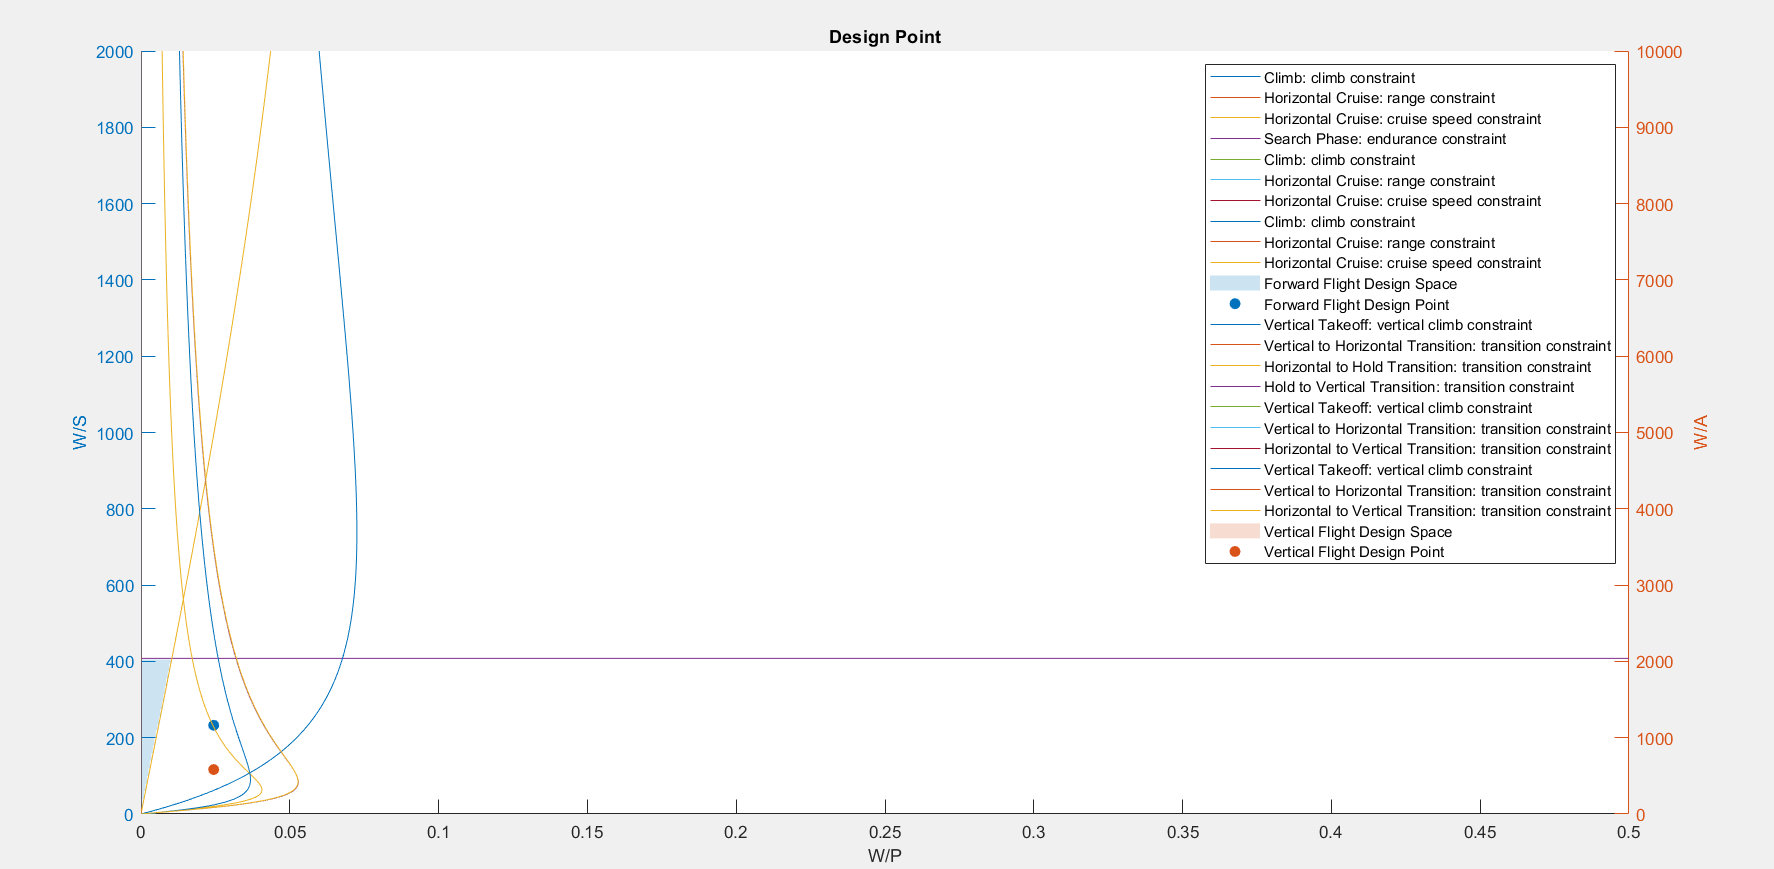 Design Point
2000
1800
1600
1400
1200
1000
800
600
400
200
0
W/S
10000
9000
8000
7000
6000
5000
4000
3000
2000
1000
0
W/A
Climb: climb constraint
Horizontal Cruise: range constraint
Horizontal Cruise: cruise speed constraint
Search Phase: endurance constraint
Climb: climb constraint
Horizontal Cruise: range constraint
Horizontal Cruise: cruise speed constraint
Climb: climb constraint
Horizontal Cruise: range constraint
Horizontal Cruise: cruise speed constraint
Forward Flight Design Space
Forward Flight Design Point
Vertical Takeoff: vertical climb constraint
Vertical to Horizontal Transition: transition constraint
Horizontal to Hold Transition: transition constraint
Hold to Vertical Transition: transition constraint
Vertical Takeoff: vertical climb constraint
Vertical to Horizontal Transition: transition constraint
Horizontal to Vertical Transition: transition constraint
Vertical Takeoff: vertical climb constraint
Vertical to Horizontal Transition: transition constraint
Horizontal to Vertical Transition: transition constraint
Vertical Flight Design Space
Vertical Flight Design Point
0 0.05 0.1 0.15 0.2 0.25 0.3 0.35 0.4 0.45 0.5
W/P